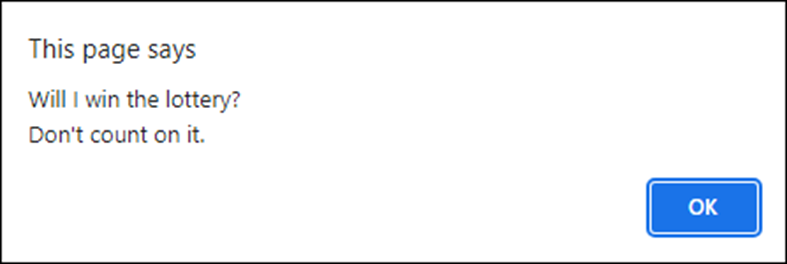 This page says
Will I win the lottery?
Don't count on it.
OK